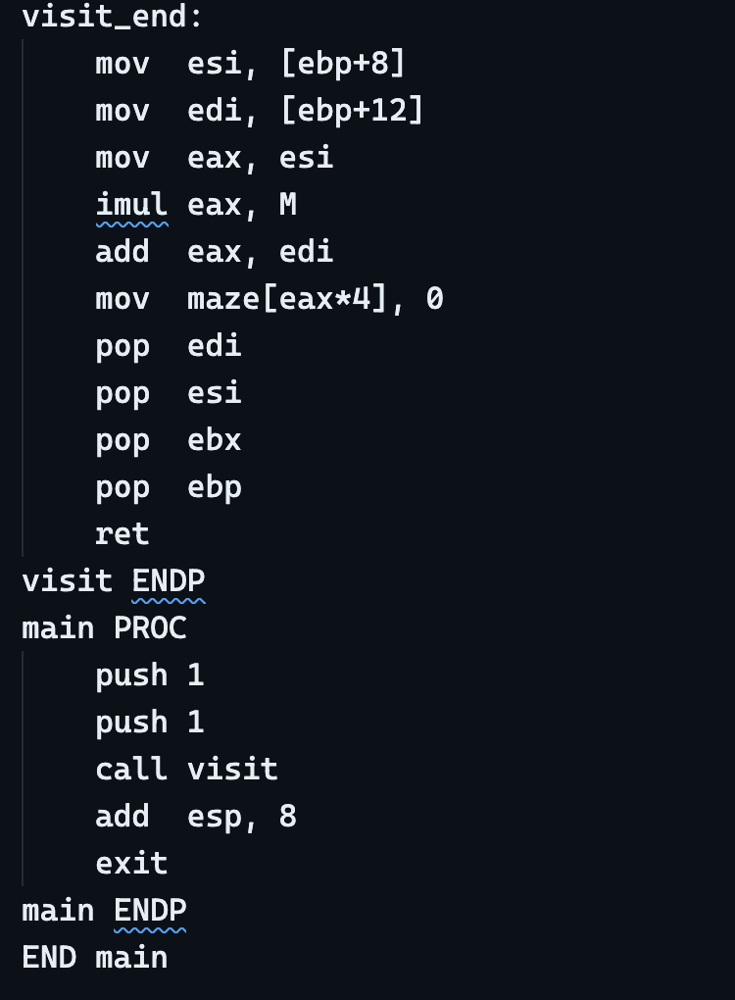 visit_end:
    mov  esi, [ebp+8]
    mov  edi, [ebp+12]
    mov  eax, esi
    imul eax, M
    add  eax, edi
    mov  maze[eax*4], 0
    pop  edi
    pop  esi
    pop  ebx
    pop  ebp
    ret
visit ENDP
main PROC
    push 1
    push 1
    call visit
    add  esp, 8
    exit
main ENDP
END main